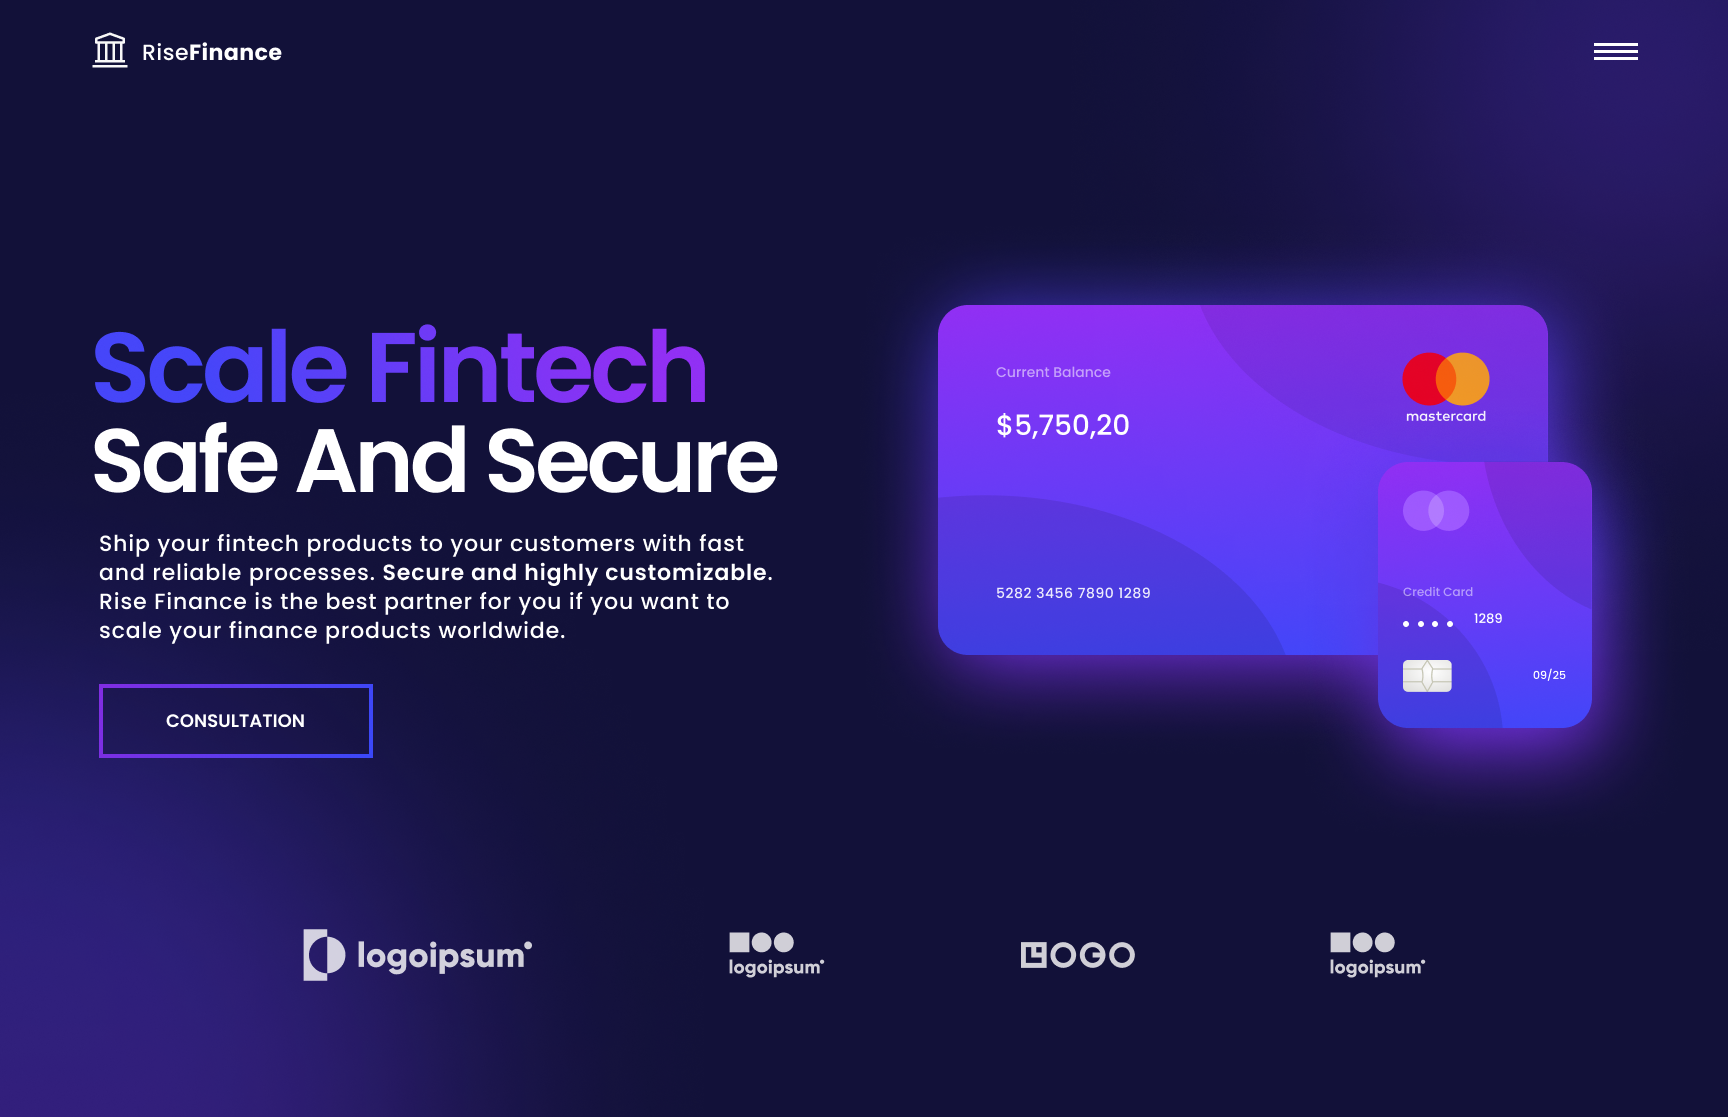 RiseFinance
Scale Fintech
Safe And Secure
Ship your fintech products to your customers with fast
and reliable processes. Secure and highly customizable.
Rise Finance is the best partner for you if you want to
scale your finance products worldwide.
CONSULTATION
Current Balance
$5,750,20
mastercard
5282 3456 7890 1289
Credit Card
•••• 1289
09/25
logoipsum
logoipsum
LOGO
logoipsum